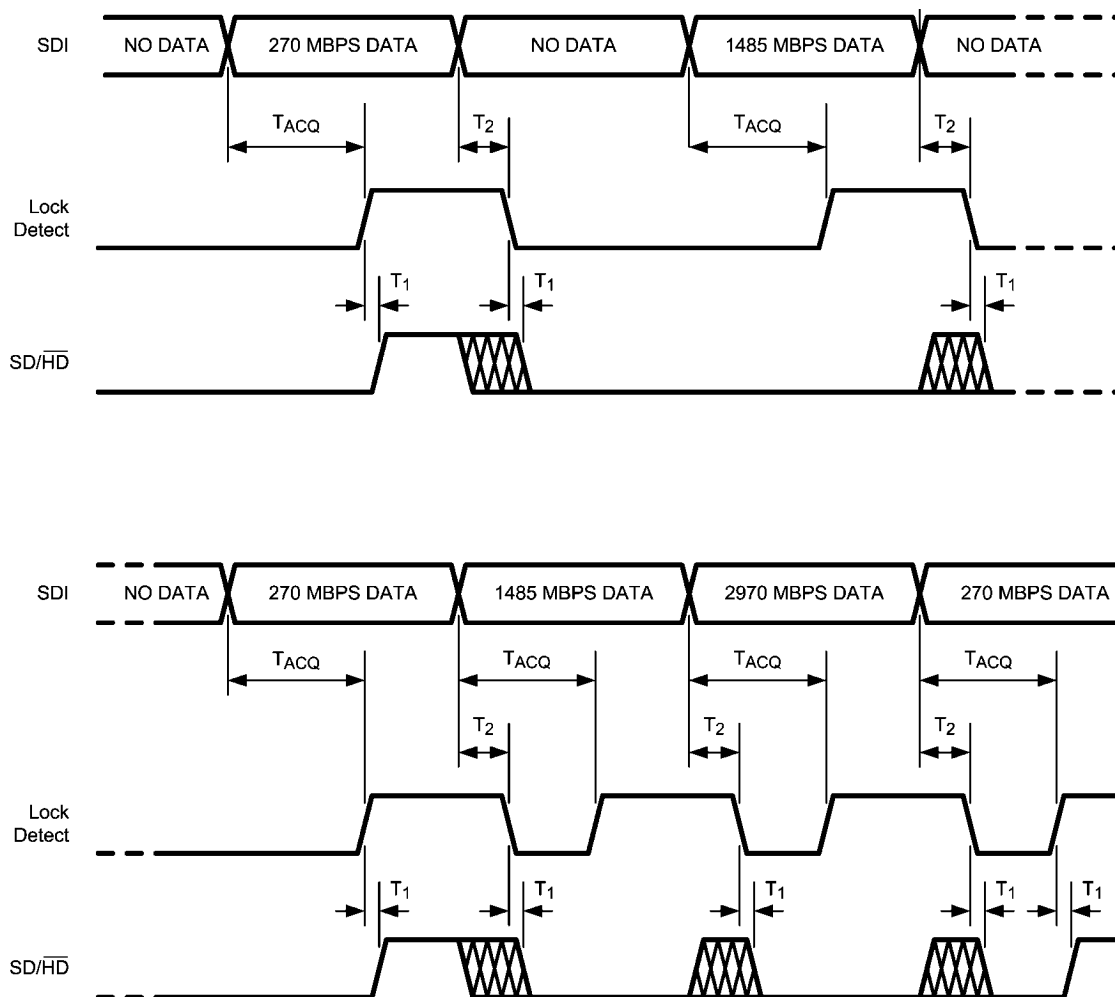 SDI NO DATA 270 MBPS DATA NO DATA 1485 MBPS DATA NO DATA
TACQ T2 TACQ T2
Lock
Detect
T1 T1 T1
SD/H̅D̅
SDI NO DATA 270 MBPS DATA 1485 MBPS DATA 2970 MBPS DATA 270 MBPS DATA
TACQ TACQ TACQ TACQ
T2 T2 T2
Lock
Detect
T1 T1 T1 T1 T1
SD/H̅D̅